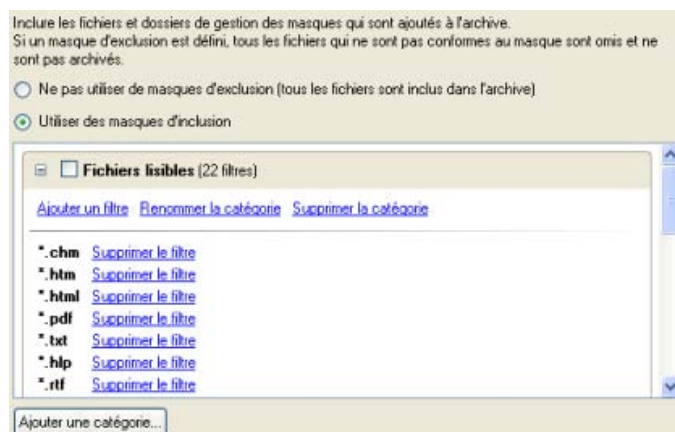 Inclure les fichiers et dossiers de gestion des masques qui sont ajoutés à l'archive.
Si un masque d'exclusion est défini, tous les fichiers qui ne sont pas conformes au masque sont omis et ne
sont pas archivés.
Ne pas utiliser de masques d'exclusion (tous les fichiers sont inclus dans l'archive)
Utiliser des masques d'inclusion
Fichiers lisibles (22 filtres)
Ajouter un filtre Renommer la catégorie Supprimer la catégorie
*.chm Supprimer le filtre
*.htm Supprimer le filtre
*.html Supprimer le filtre
*.pdf Supprimer le filtre
*.txt Supprimer le filtre
*.hlp Supprimer le filtre
*.rtf Supprimer le filtre
Ajouter une catégorie...